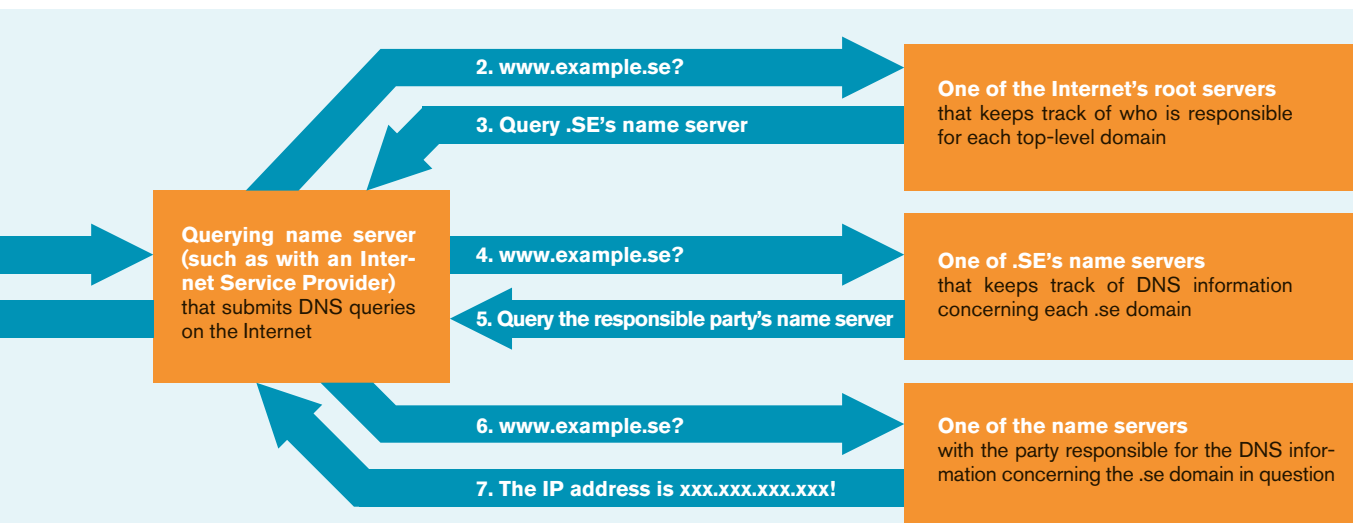 2. www.example.se?
3. Query .SE's name server
One of the Internet's root servers
that keeps track of who is responsible
for each top-level domain
Querying name server
(such as with an Inter-
net Service Provider)
that submits DNS queries
on the Internet
4. www.example.se?
5. Query the responsible party's name server
One of .SE's name servers
that keeps track of DNS information
concerning each .se domain
6. www.example.se?
7. The IP address is xxx.xxx.xxx.xxx!
One of the name servers
with the party responsible for the DNS infor-
mation concerning the .se domain in question